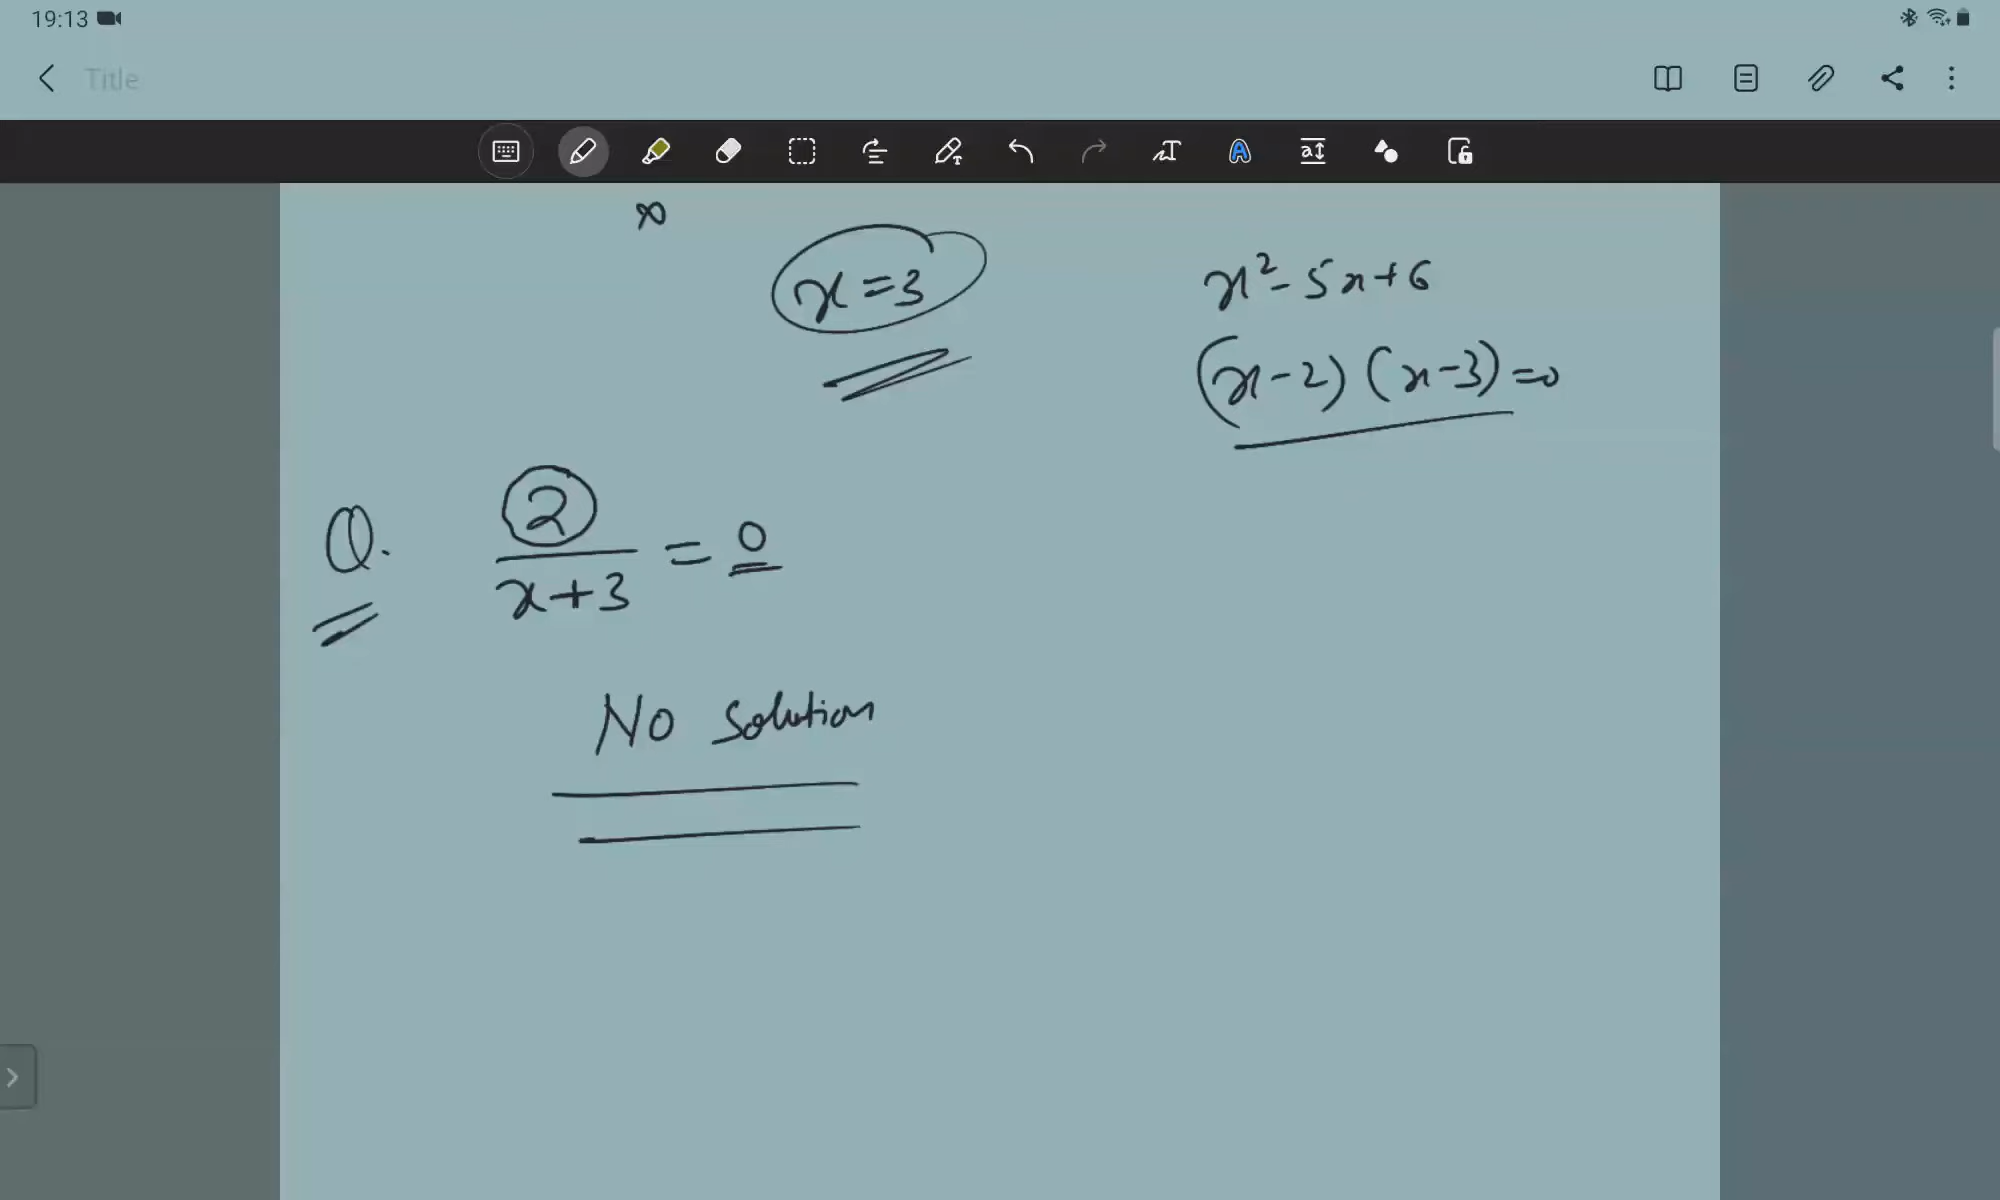 19:13
Title
x = 3
x² - 5x + 6
(x-2) (x-3) = 0
Q. 2/(x+3) = 0
No solution